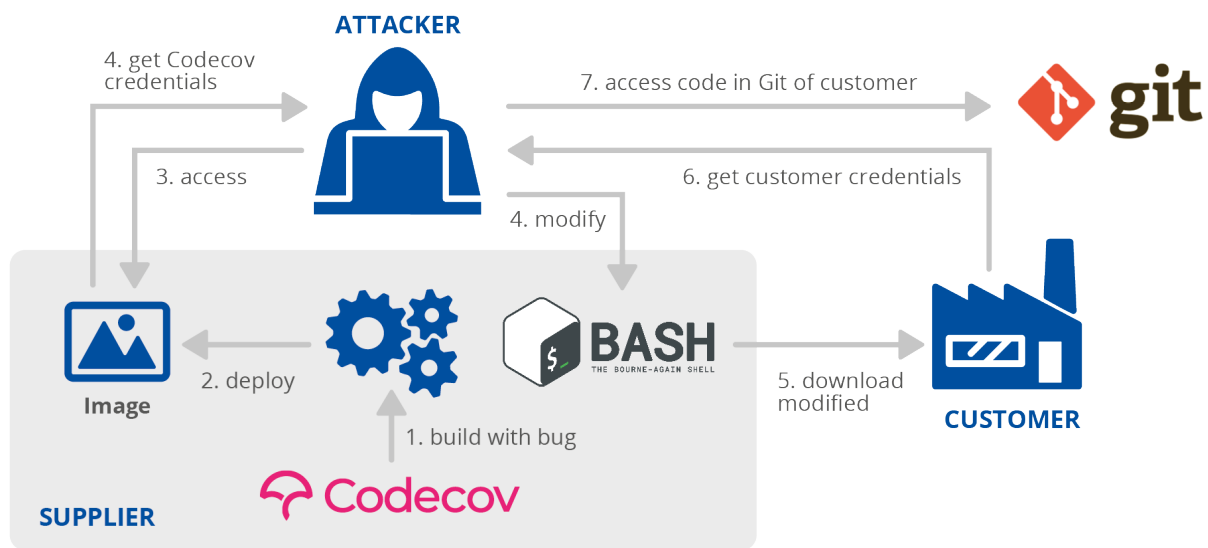 ATTACKER
4. get Codecov
credentials
7. access code in Git of customer
git
3. access
6. get customer credentials
4. modify
$_
BASH
THE BOURNE-AGAIN SHELL
2. deploy
5. download
modified
Image
CUSTOMER
1. build with bug
Codecov
SUPPLIER